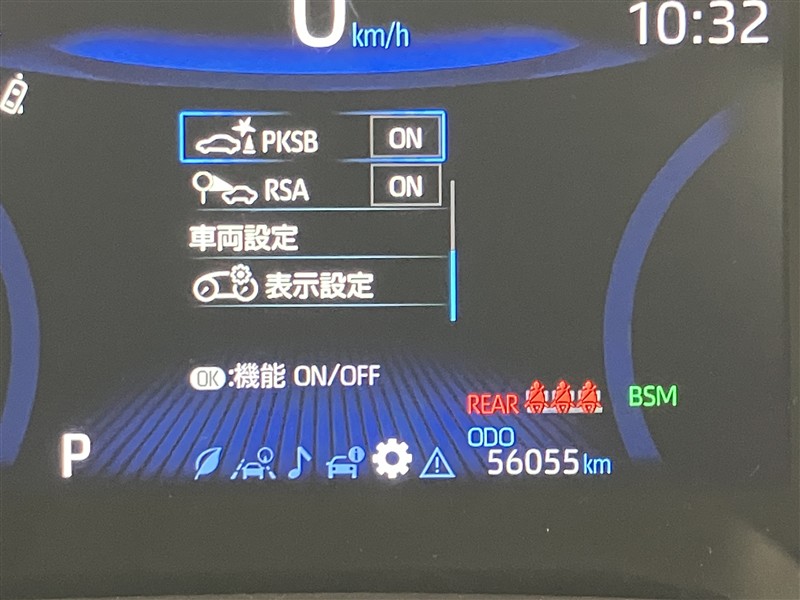 0 km/h
10:32
PKSB ON
RSA ON
車両設定
表示設定
OK:機能 ON/OFF
REAR
BSM
ODO
P
56055 km